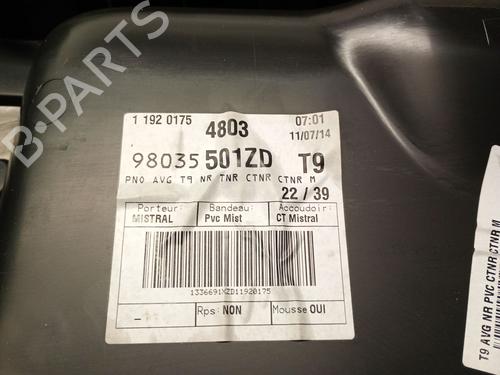 1 192 0175
4803
07:01
11/07/14
98035 501ZD T9
PNO AVG T9 NR TNR CTNR CTNR M
22 / 39
Porteur: Bandeau: Accoudoir:
MISTRAL Pvc Mist CT Mistral
1336691XZD11920175
_ Rps: NON Mousse OUI
T9 AVG NR PVC CTNR CTNR M
B-PARTS